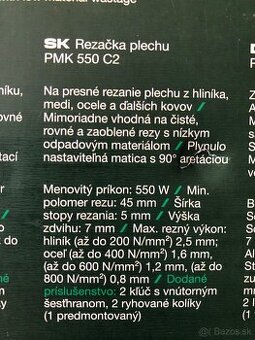 SK Rezačka plechu
PMK 550 C2
Na presné rezanie plechu z hliníka,
medi, ocele a ďalších kovov /
Mimoriadne vhodná na čisté,
rovné a zaoblené rezy s nízkym
odpadovým materiálom / Plynulo
nastaviteľná matica s 90° aretáciou
Menovitý príkon: 550 W / Min.
polomer rezu: 45 mm / Šírka
stopy rezania: 5 mm / Výška
zdvihu: 7 mm / Max. rezný výkon:
hliník (až do 200 N/mm²) 2,5 mm;
oceľ (až do 400 N/mm²) 1,6 mm,
(až do 600 N/mm²) 1,2 mm, (až do
800 N/mm²) 0,8 mm / Dodané
príslušenstvo: 2 kľúč s vnútorným
šesťhranom, 2 ryhované kolíky
(1 predmontovaný)